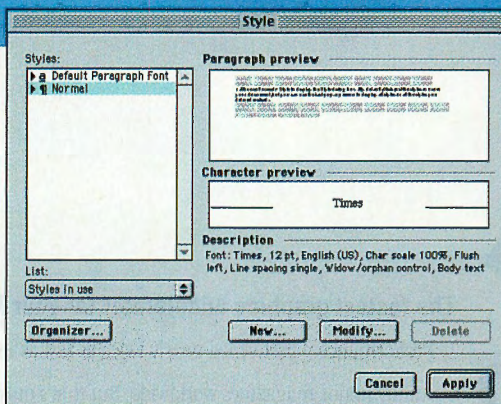 Style
Styles:
a Default Paragraph Font
¶ Normal
List:
Styles in use
Paragraph preview
Character preview
Times
Description
Font: Times, 12 pt, English (US), Char scale 100%, Flush
left, Line spacing single, Widow/orphan control, Body text
Organizer...
New...
Modify...
Delete
Cancel
Apply